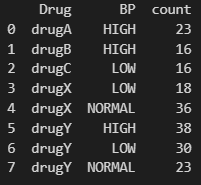 Drug BP count
0 drugA HIGH 23
1 drugB HIGH 16
2 drugC LOW 16
3 drugX LOW 18
4 drugX NORMAL 36
5 drugY HIGH 38
6 drugY LOW 30
7 drugY NORMAL 23